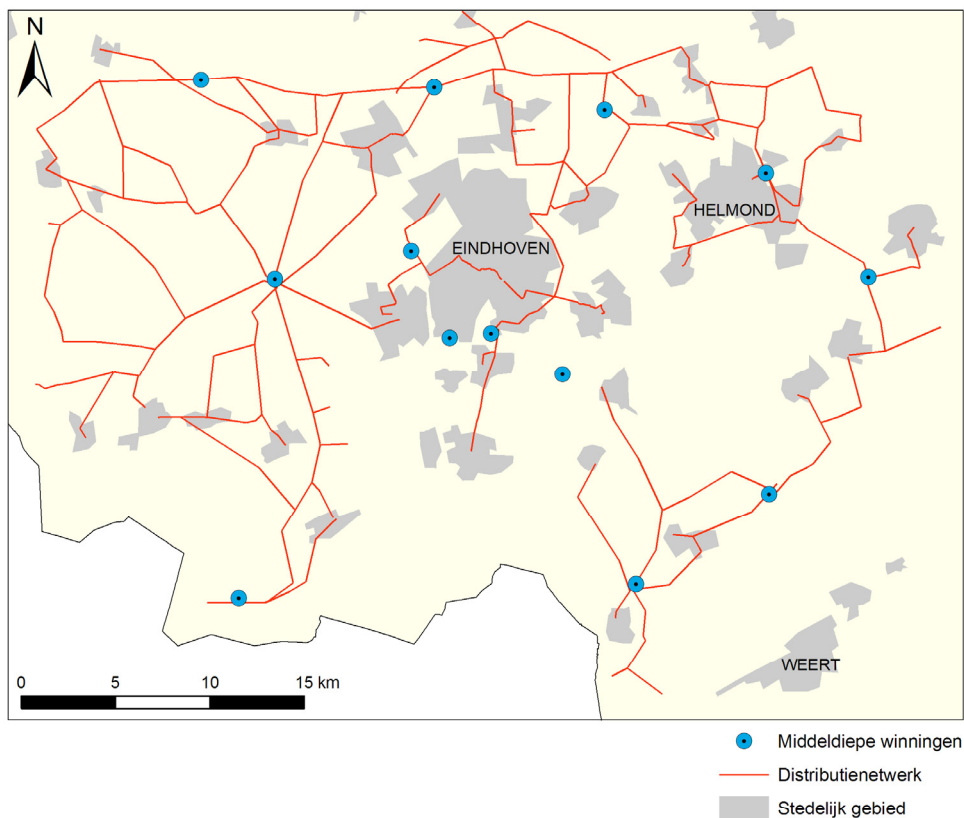 N
EINDHOVEN
HELMOND
WEERT
0 5 10 15 km
Middeldiepe winningen
Distributienetwerk
Stedelijk gebied